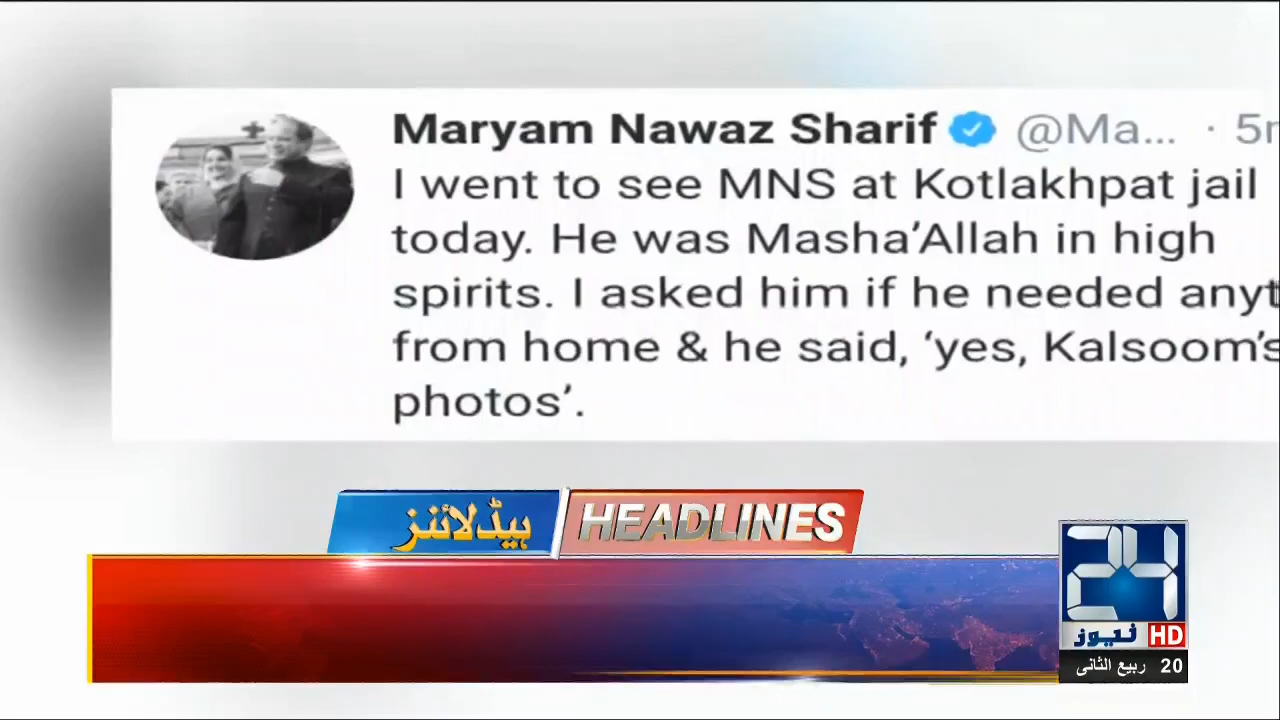 Maryam Nawaz Sharif @Ma... · 5m
I went to see MNS at Kotlakhpat jail
today. He was Masha'Allah in high
spirits. I asked him if he needed anyt
from home & he said, ‘yes, Kalsoom's
photos’.
ہیڈلائنز HEADLINES
24
نیوز HD
20 ربیع الثانی